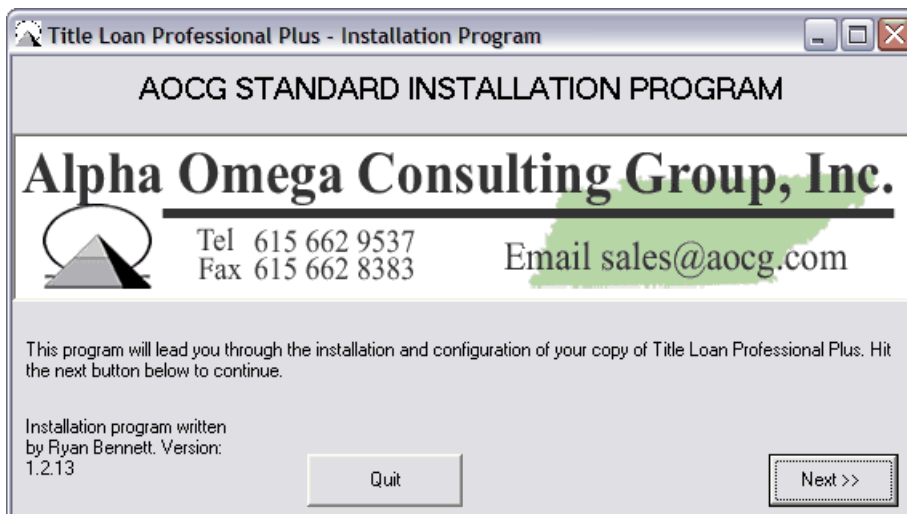 Title Loan Professional Plus - Installation Program
AOCG STANDARD INSTALLATION PROGRAM
Alpha Omega Consulting Group, Inc.
Tel 615 662 9537
Fax 615 662 8383
Email sales@aocg.com
This program will lead you through the installation and configuration of your copy of Title Loan Professional Plus. Hit
the next button below to continue.
Installation program written
by Ryan Bennett. Version:
1.2.13
Quit
Next >>